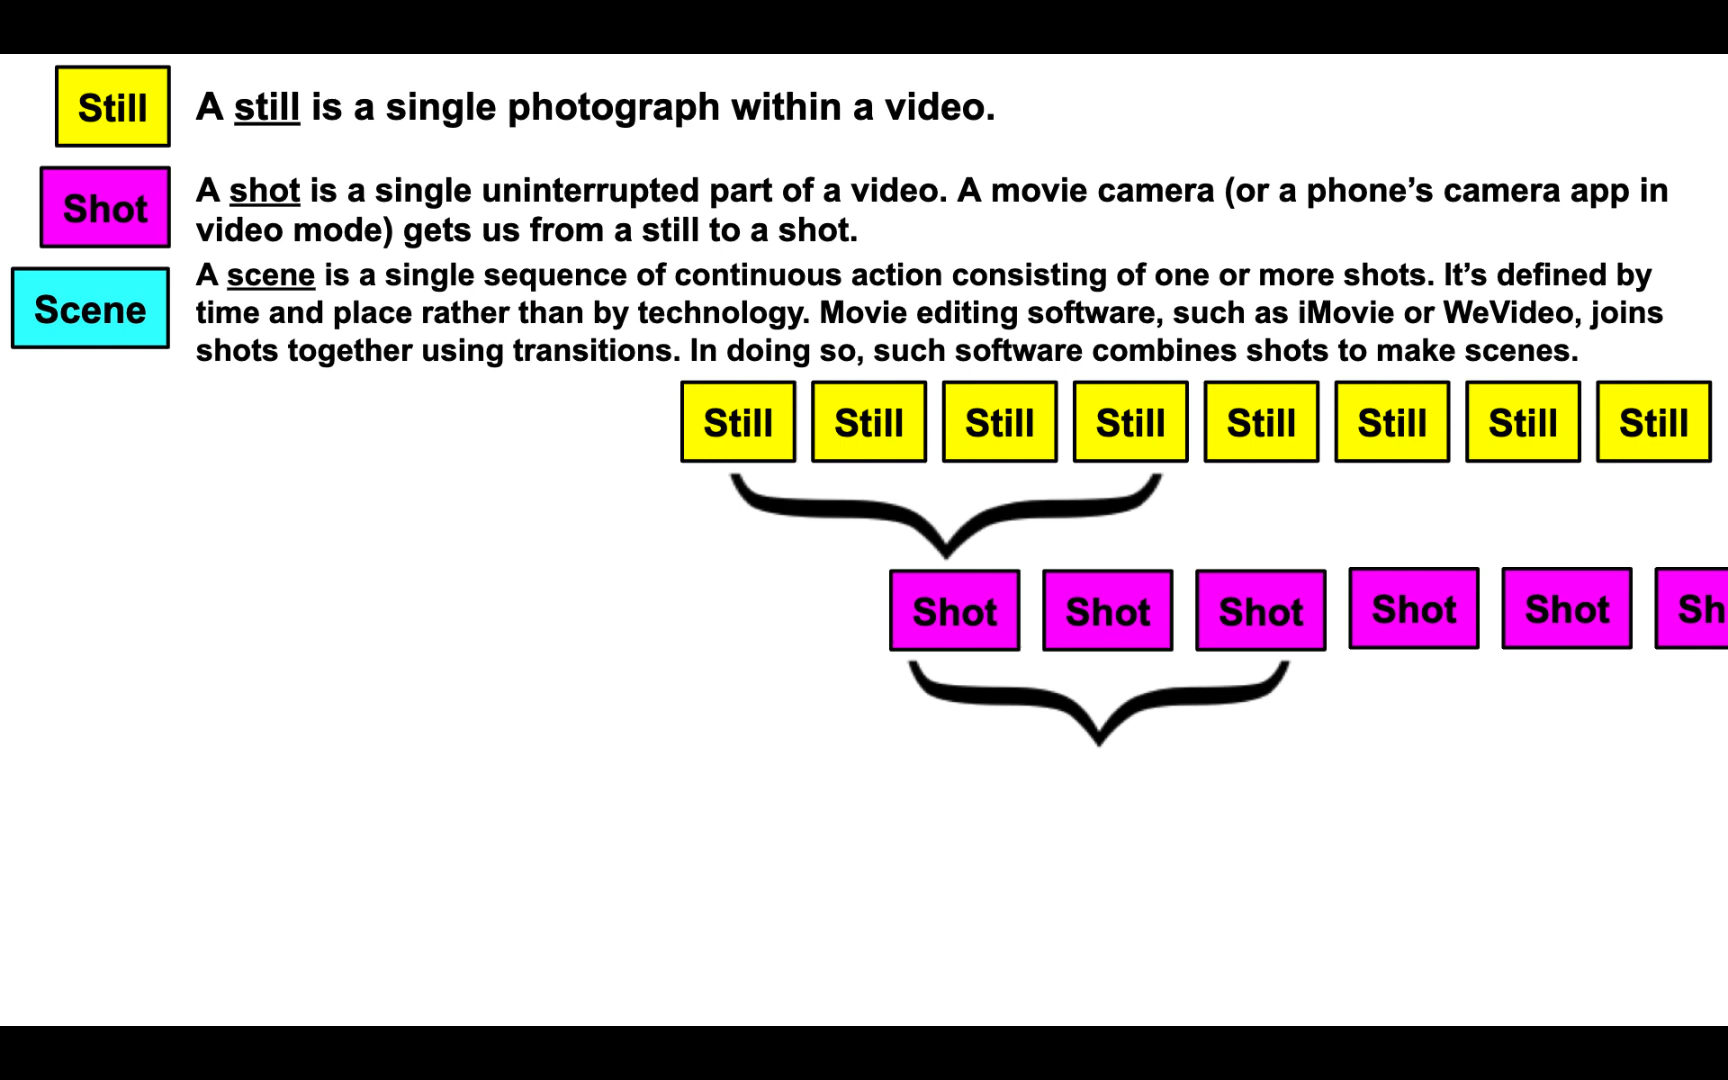 Still
A still is a single photograph within a video.
Shot
A shot is a single uninterrupted part of a video. A movie camera (or a phone’s camera app in
video mode) gets us from a still to a shot.
Scene
A scene is a single sequence of continuous action consisting of one or more shots. It’s defined by
time and place rather than by technology. Movie editing software, such as iMovie or WeVideo, joins
shots together using transitions. In doing so, such software combines shots to make scenes.
Still Still Still Still Still Still Still Still
Shot Shot Shot Shot Shot Sh